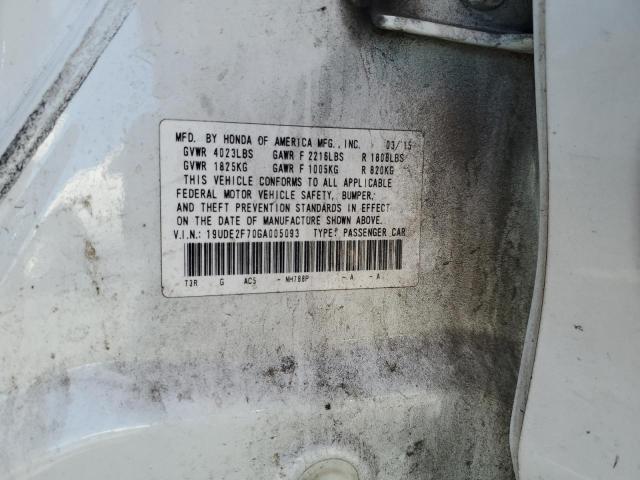 MFD. BY HONDA OF AMERICA MFG., INC. 03/15
GVWR 4023LBS GAWR F 2216LBS R 1808LBS
GVWR 1825KG GAWR F 1005KG R 820KG
THIS VEHICLE CONFORMS TO ALL APPLICABLE
FEDERAL MOTOR VEHICLE SAFETY, BUMPER,
AND THEFT PREVENTION STANDARDS IN EFFECT
ON THE DATE OF MANUFACTURE SHOWN ABOVE.
V.I.N.: 19UDE2F70GA005093 TYPE: PASSENGER CAR
T3R G AC5 - NH788P - A - A